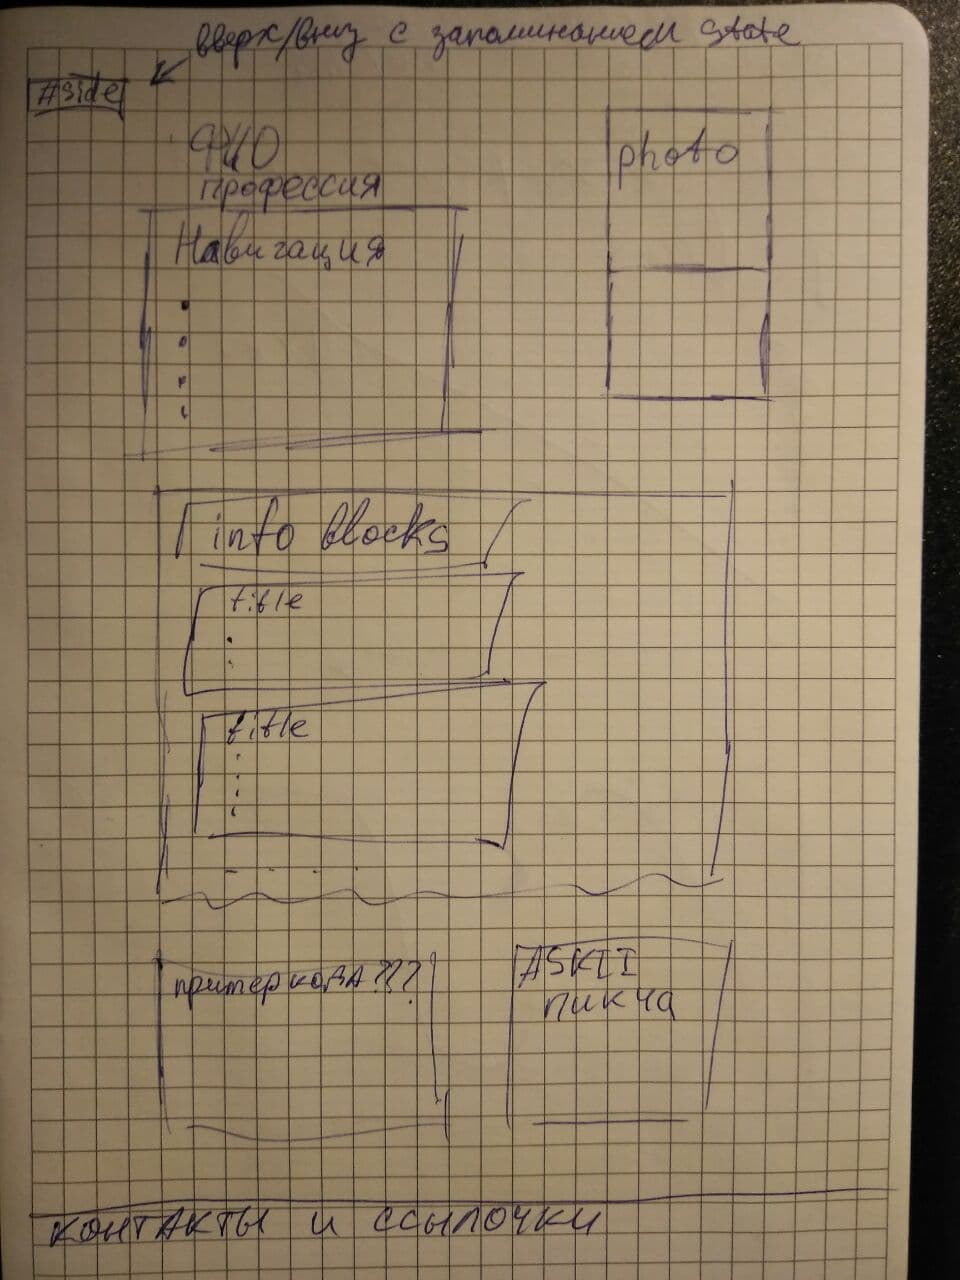 вверх/вниз с запоминанием state
#side
ФИО
профессия
photo
Навигация
info blocks
title
title
пример кода???
ASKII
пикча
контакты и ссылочки